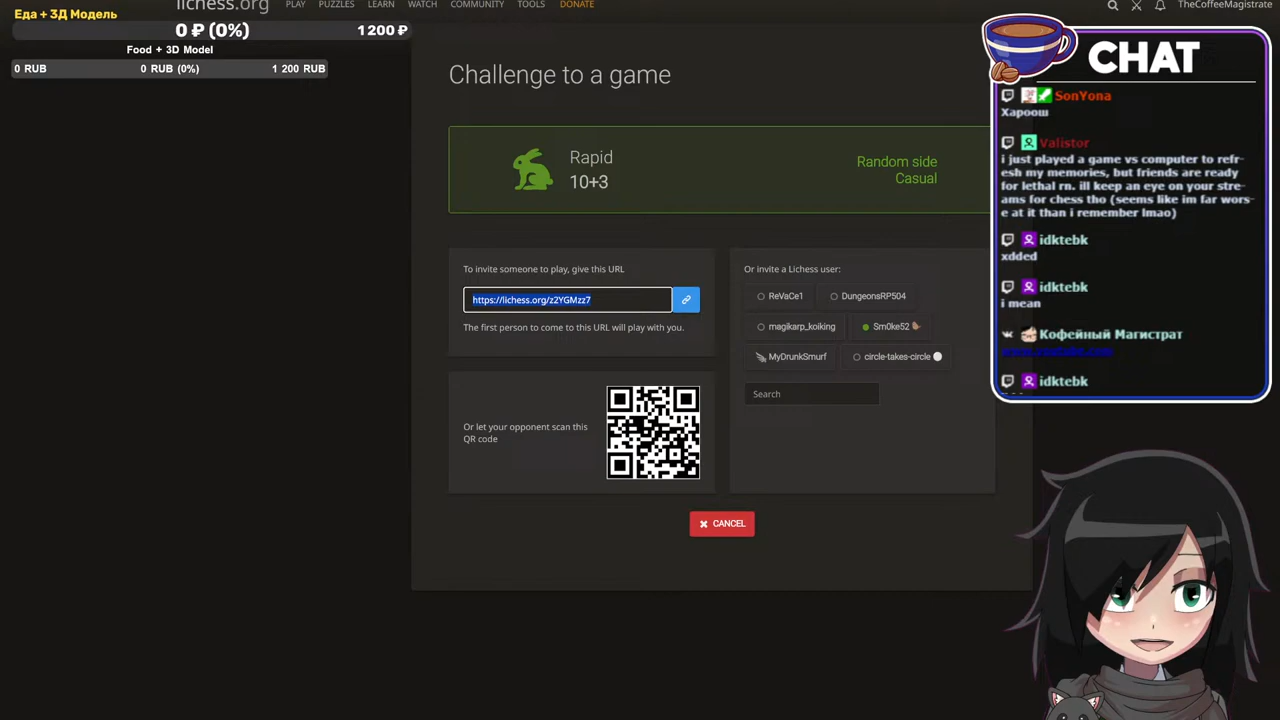 lichess.org
PLAY PUZZLES LEARN WATCH COMMUNITY TOOLS DONATE
TheCoffeeMagistrate
Еда + 3Д Модель
0 ₽ (0%) 1 200 ₽
Food + 3D Model
0 RUB 0 RUB (0%) 1 200 RUB
Challenge to a game
Rapid
10+3
Random side
Casual
To invite someone to play, give this URL
https://lichess.org/z2YGMzz7
The first person to come to this URL will play with you.
Or let your opponent scan this
QR code
Or invite a Lichess user:
ReVaCe1 DungeonsRP504
magikarp_koiking Sm0ke52
MyDrunkSmurf circle-takes-circle
Search
CANCEL
CHAT
SonYona
Хароош
Valistor
i just played a game vs computer to refr-
esh my memories, but friends are ready
for lethal rn. ill keep an eye on your stre-
ams for chess tho (seems like im far wors-
e at it than i remember lmao)
idktebk
xdded
idktebk
i mean
Кофейный Магистрат
idktebk